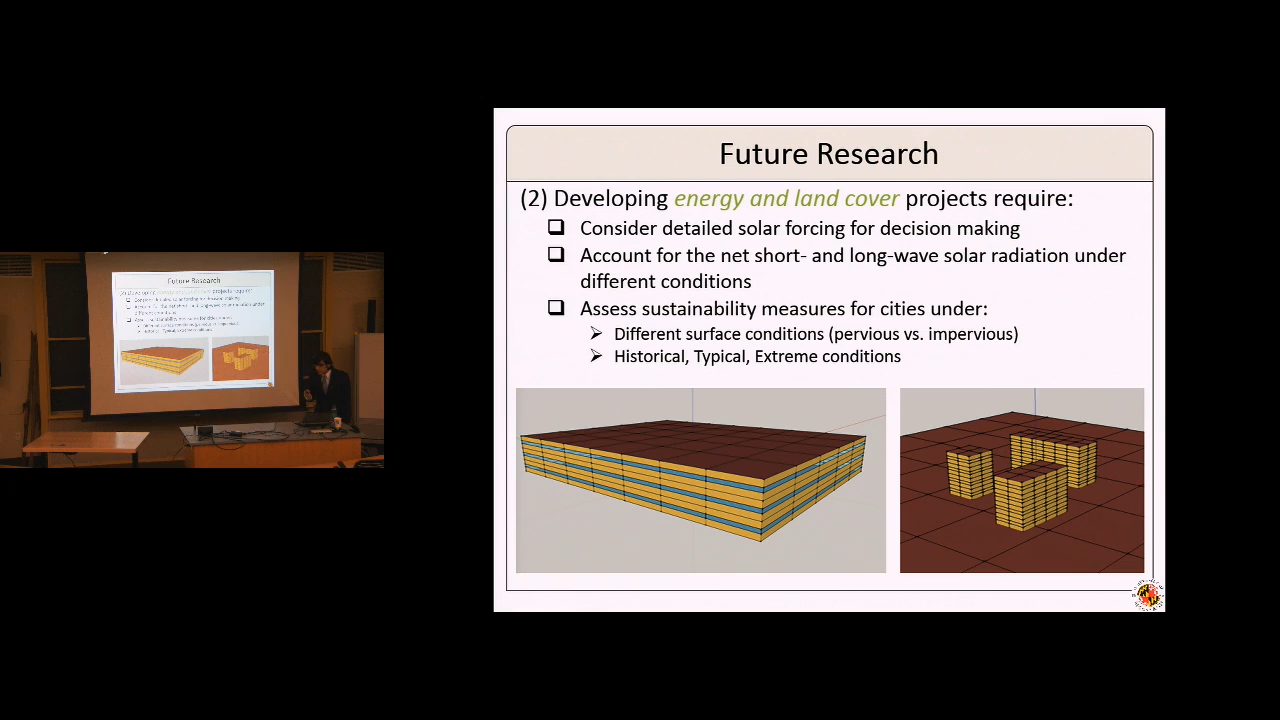 Future Research
(2) Developing energy and land cover projects require:
Consider detailed solar forcing for decision making
Account for the net short- and long-wave solar radiation under
different conditions
Assess sustainability measures for cities under:
Different surface conditions (pervious vs. impervious)
Historical, Typical, Extreme conditions
Future Research